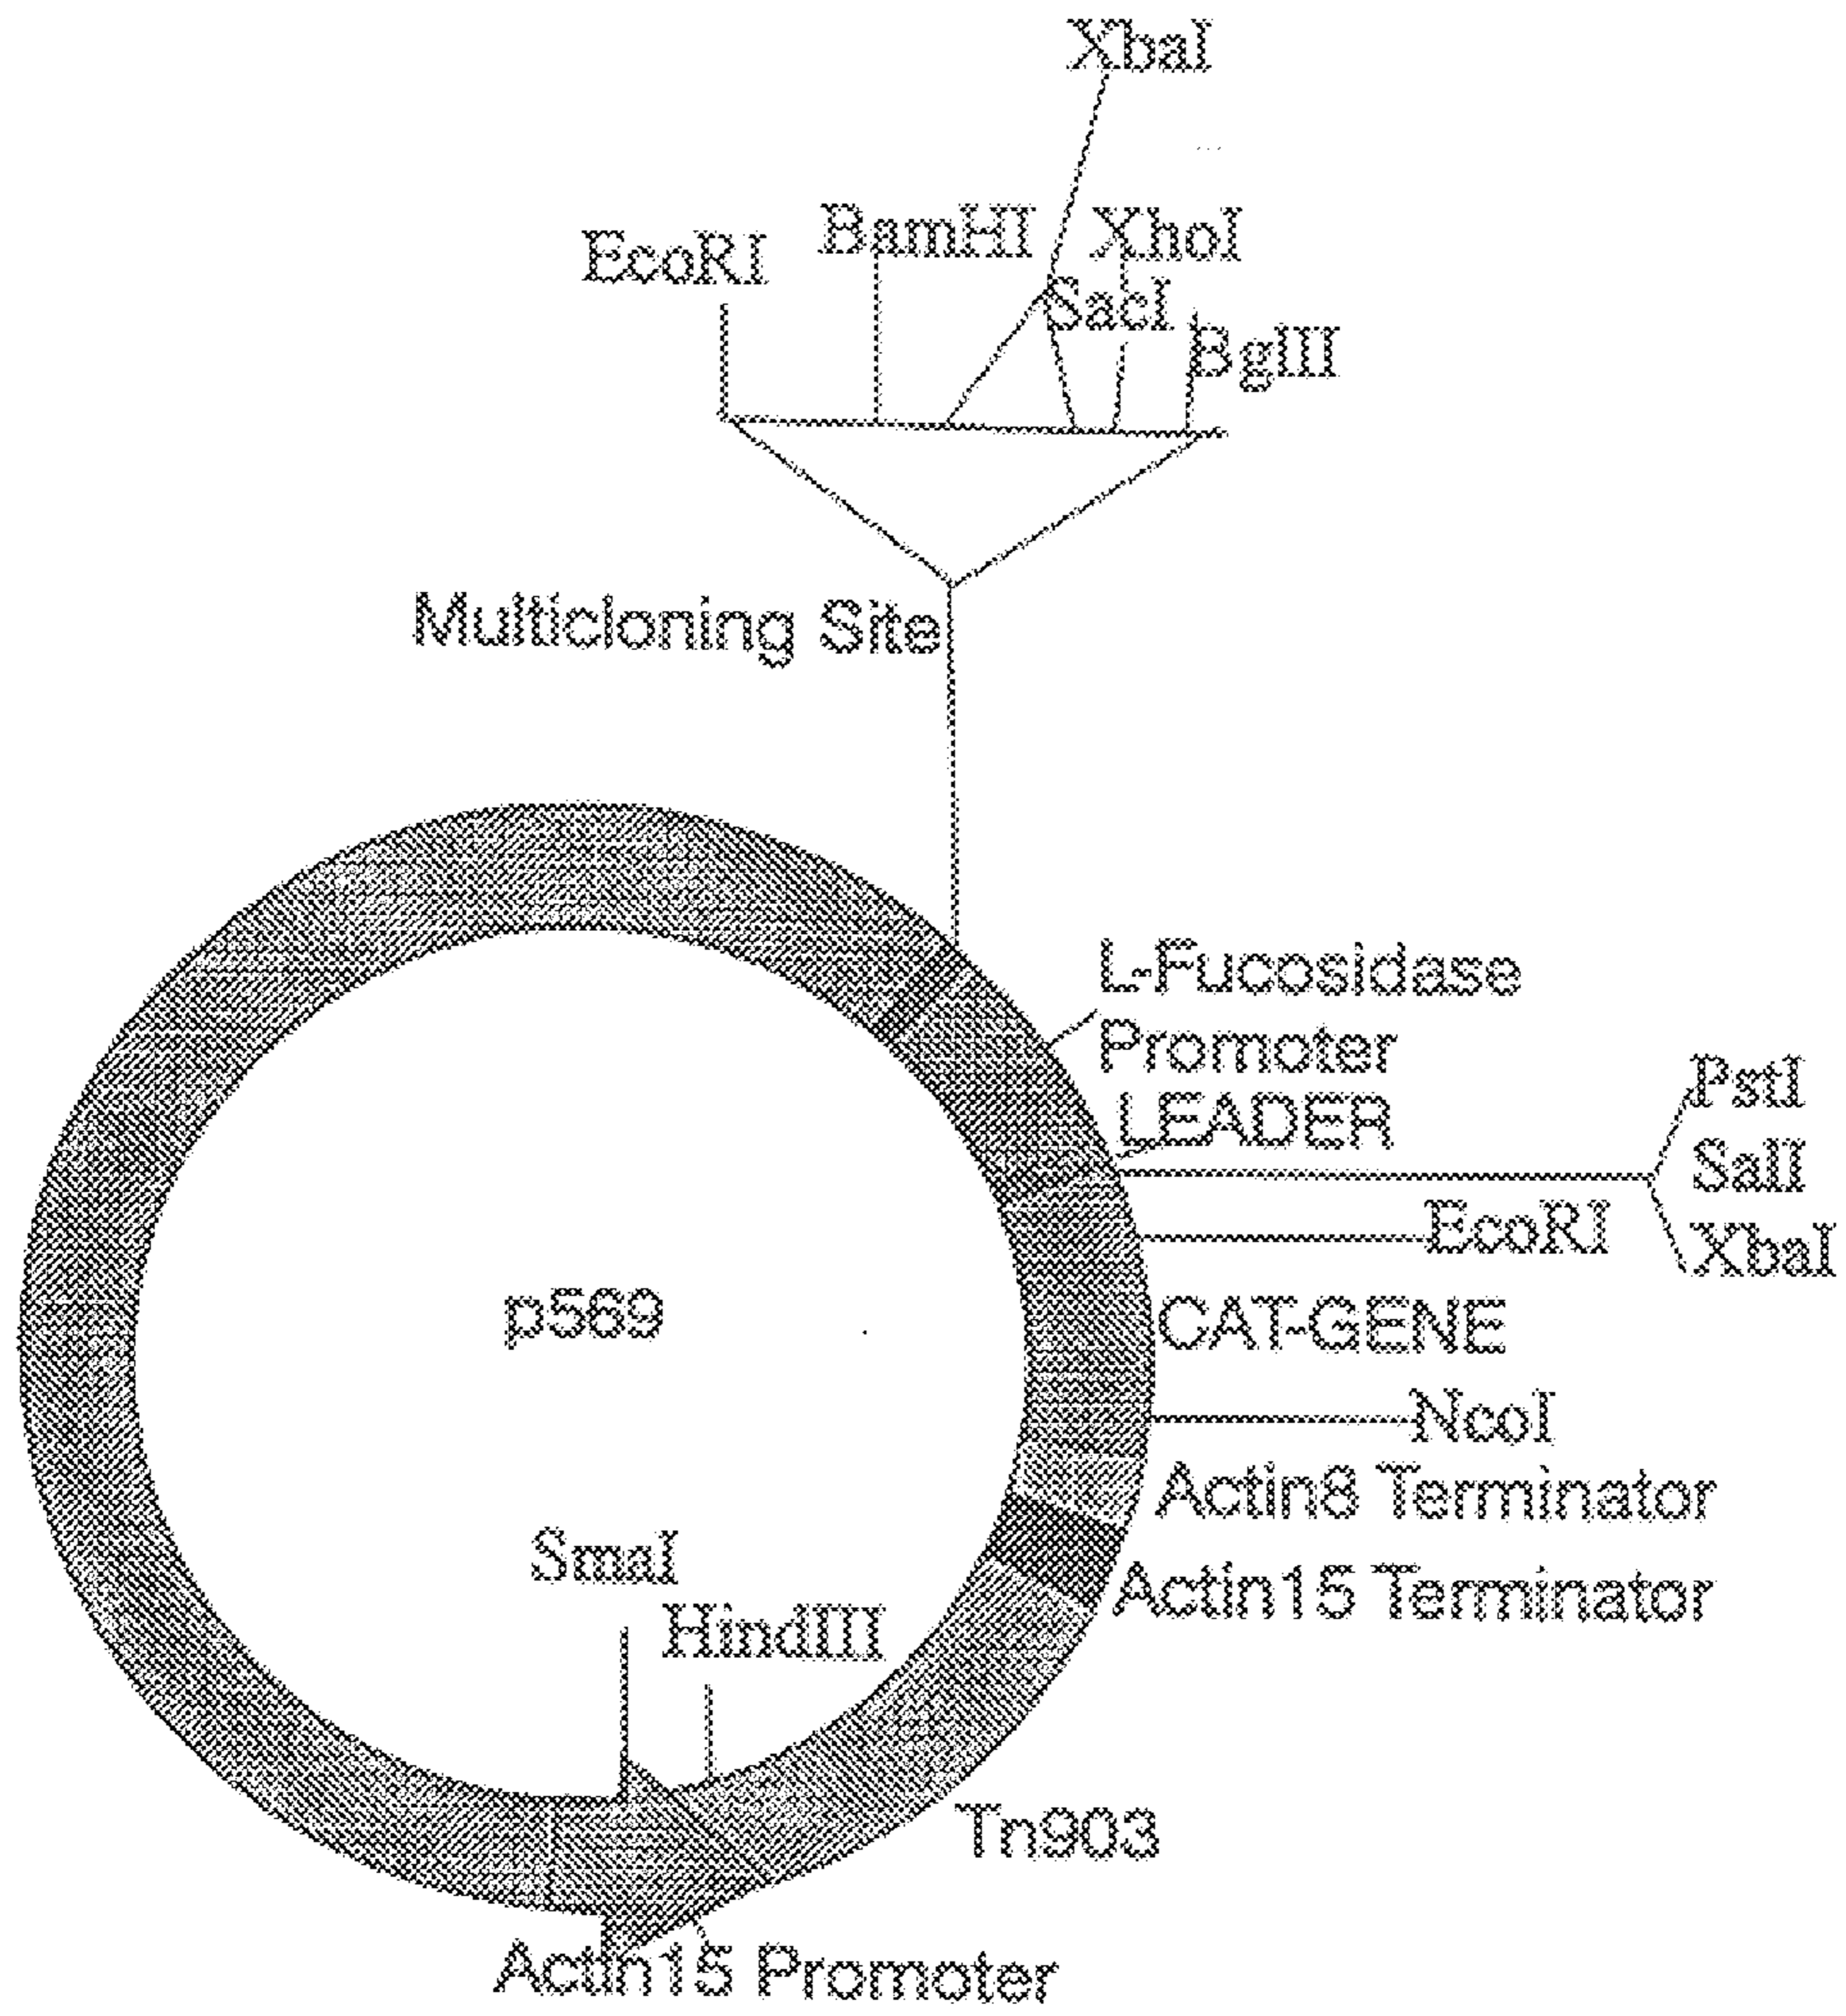 XbaI
EcoRI
BamHI
XhoI
SacI
BglII
Multicloning Site
L-Fucosidase
Promoter
LEADER
PstI
SalI
XbaI
EcoRI
p569
CAT-GENE
NcoI
Actin8 Terminator
SmaI
Actin15 Terminator
HindIII
Tn903
Actin15 Promoter